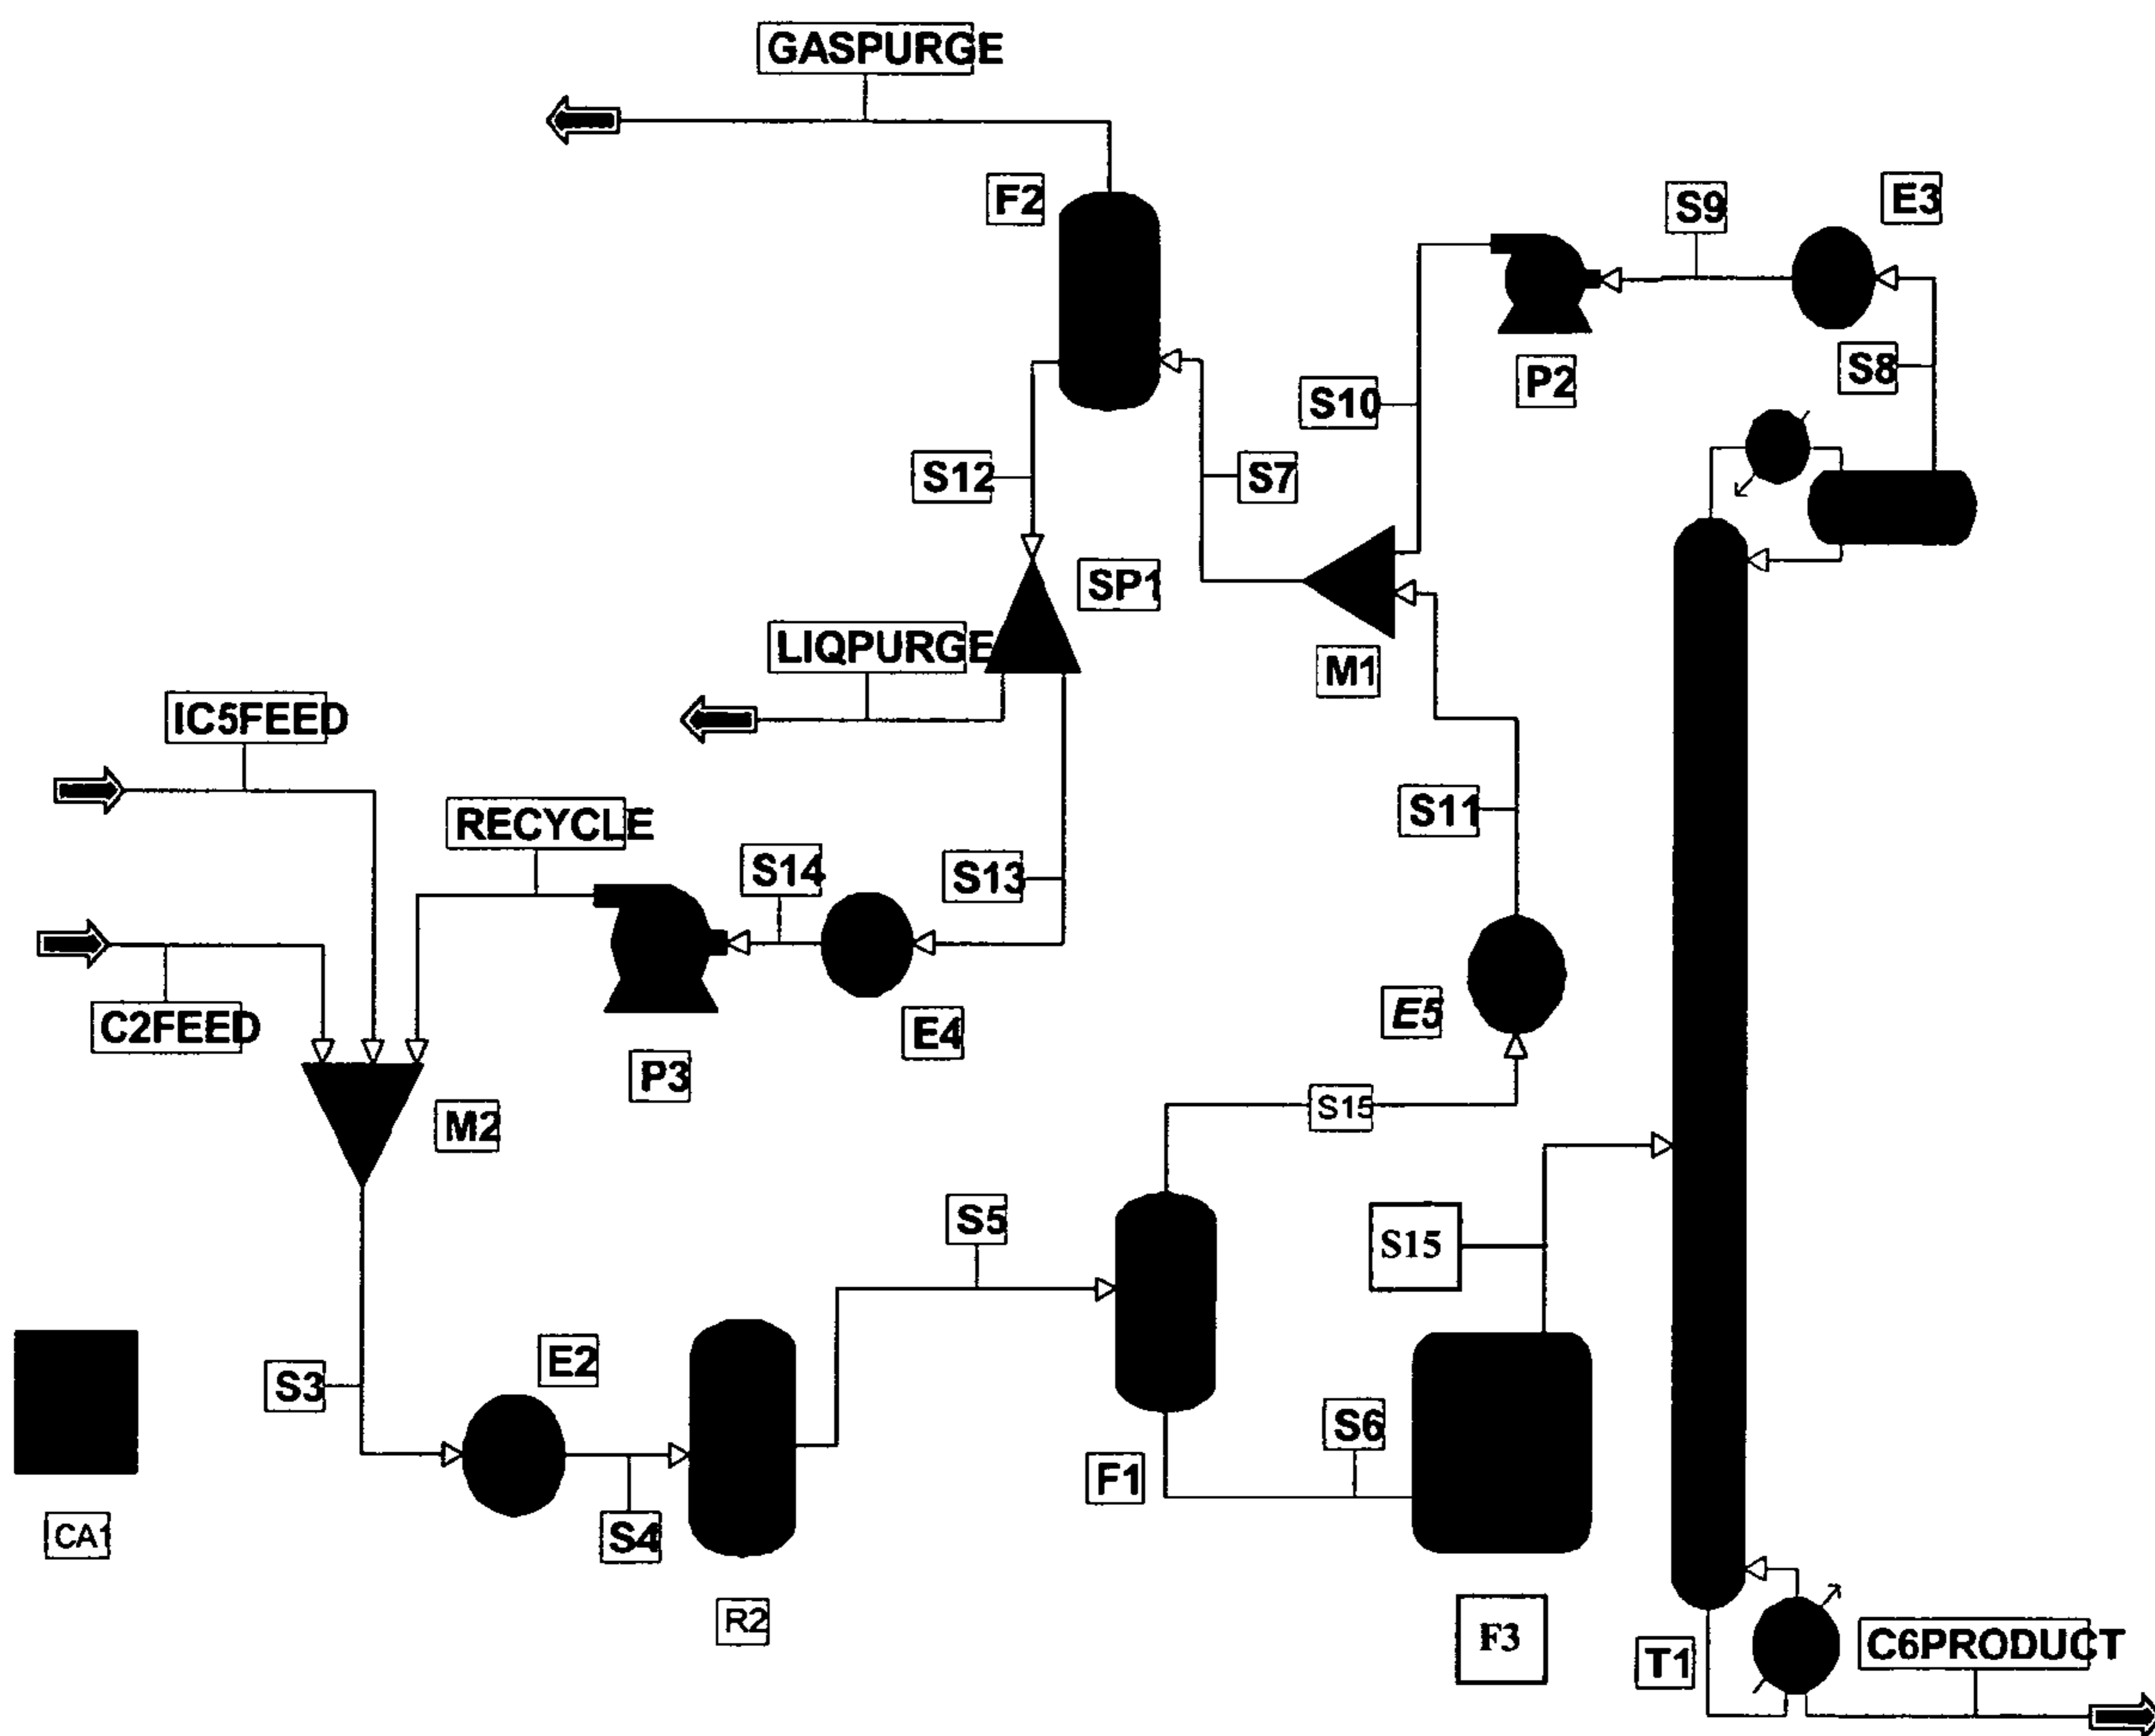 GASPURGE
F2
S9
E3
S8
P2
S10
S12
S7
SP1
LIQPURGE
M1
IC5FEED
RECYCLE
S14
S13
S11
C2FEED
E4
E5
P3
M2
S15
S5
S15
E2
S3
S6
F1
CA1
S4
R2
F3
T1
C6PRODUCT